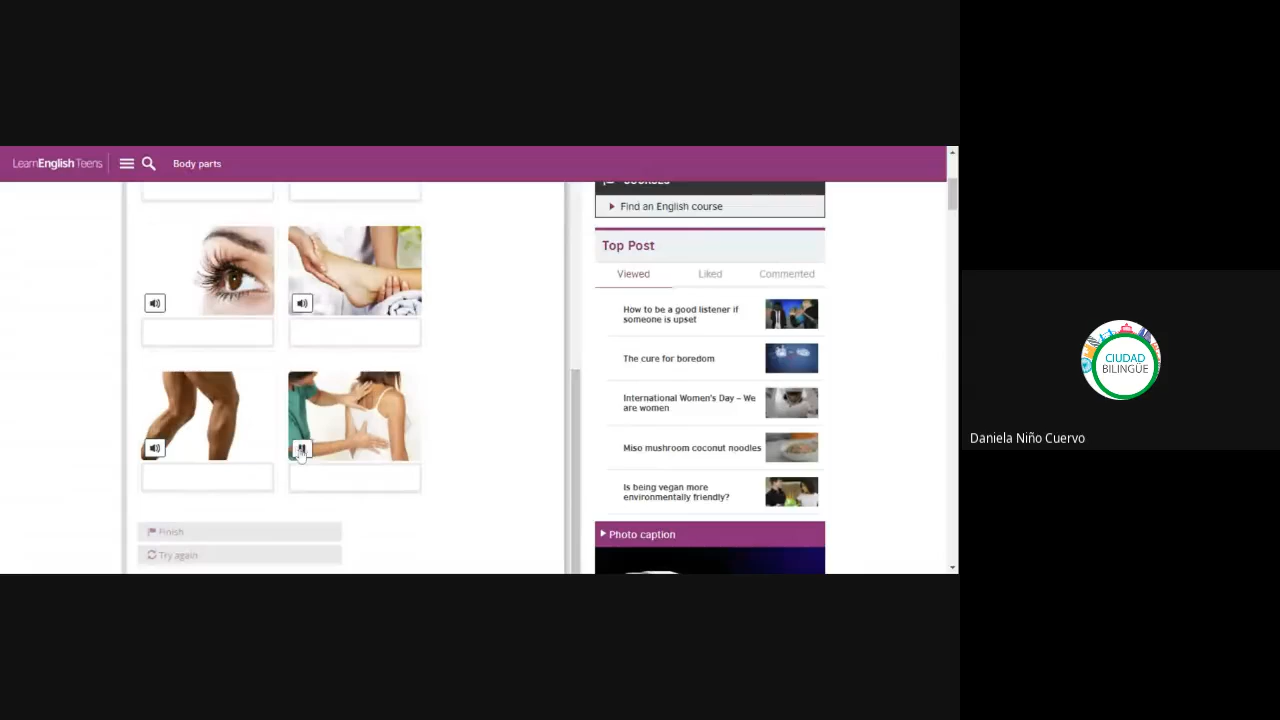 LearnEnglish Teens
Body parts
Find an English course
Top Post
Viewed
Liked
Commented
How to be a good listener if
someone is upset
The cure for boredom
International Women's Day – We
are women
Miso mushroom coconut noodles
Is being vegan more
environmentally friendly?
Photo caption
Finish
Try again
CIUDAD
BILINGÜE
Daniela Niño Cuervo